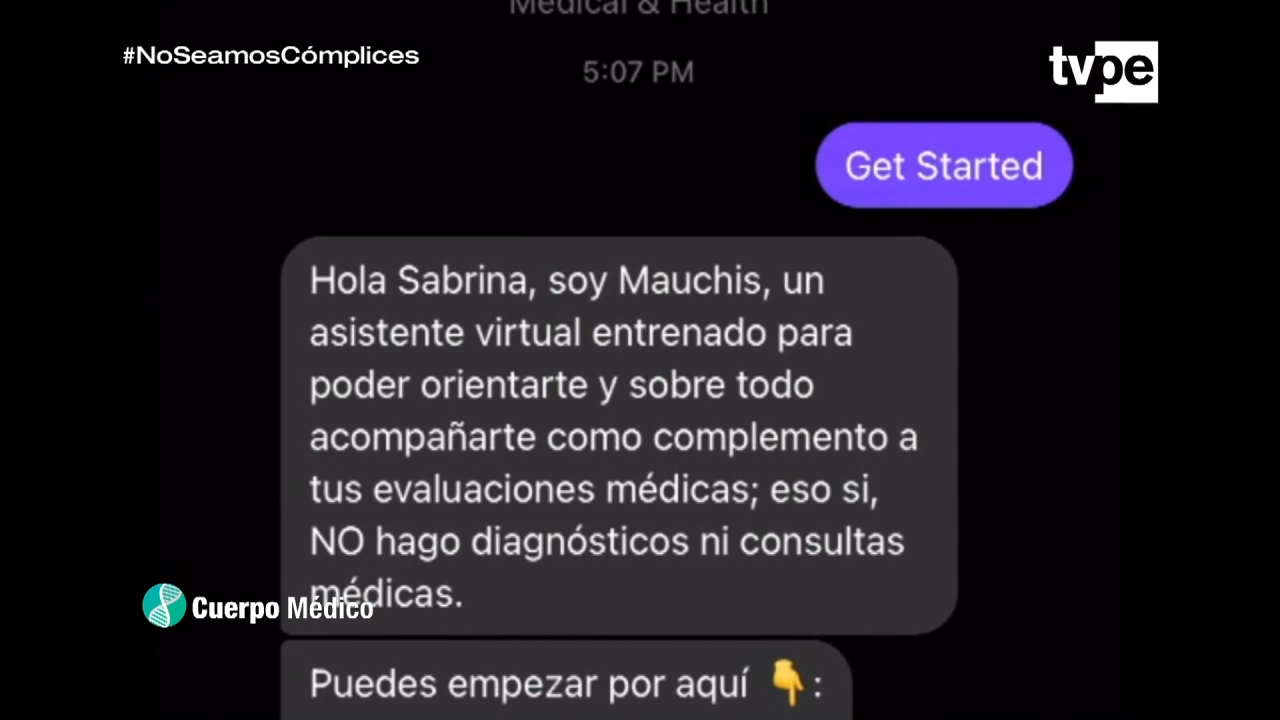 Medical & Health
#NoSeamosCómplices
tvpe
5:07 PM
Get Started
Hola Sabrina, soy Mauchis, un
asistente virtual entrenado para
poder orientarte y sobre todo
acompañarte como complemento a
tus evaluaciones médicas; eso si,
NO hago diagnósticos ni consultas
médicas.
Cuerpo Médico
Puedes empezar por aquí 👇: